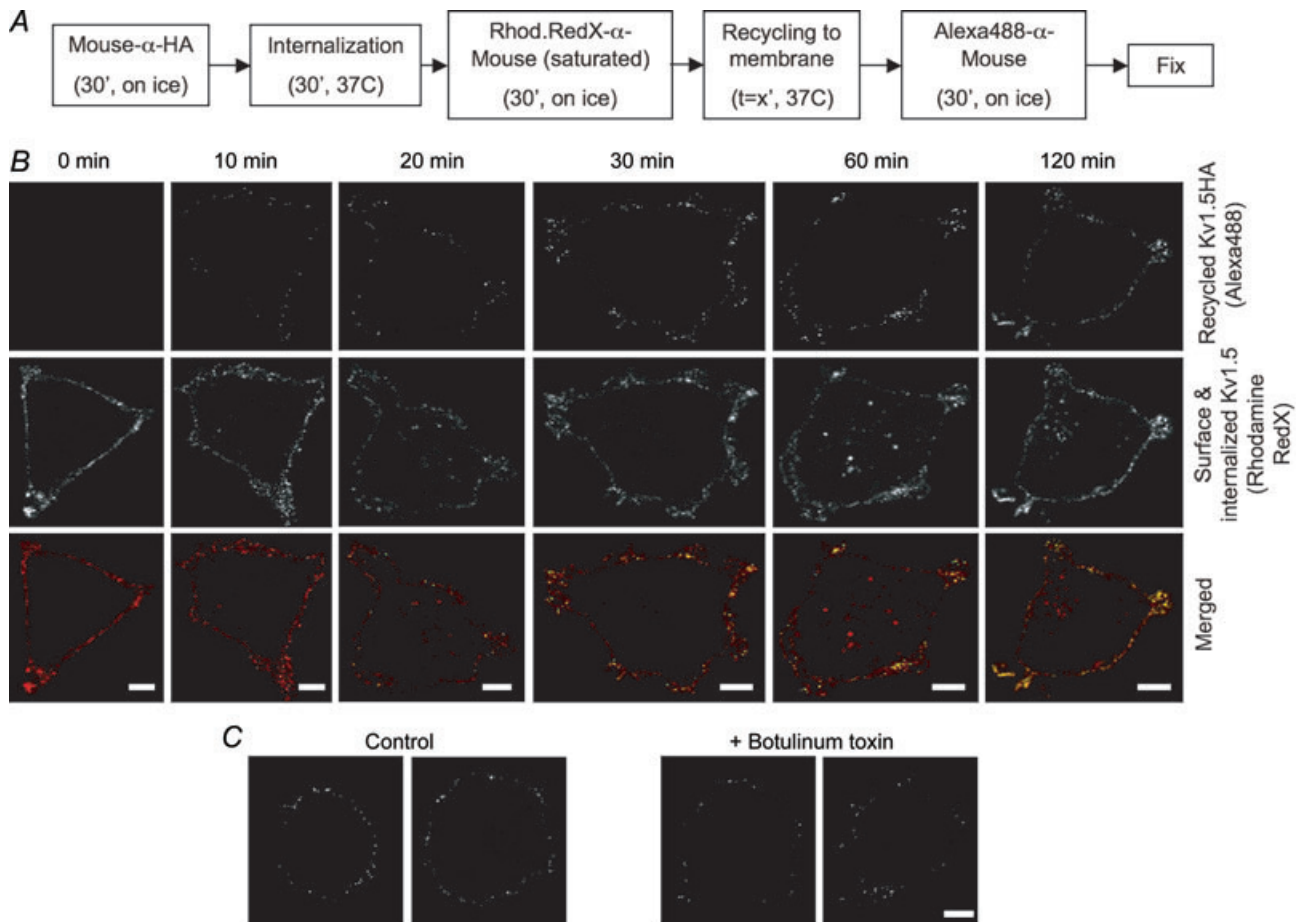 A
Mouse-α-HA
(30’, on ice)
Internalization
(30’, 37C)
Rhod.RedX-α-
Mouse (saturated)
(30’, on ice)
Recycling to
membrane
(t=x’, 37C)
Alexa488-α-
Mouse
(30’, on ice)
Fix
B
0 min
10 min
20 min
30 min
60 min
120 min
Recycled Kv1.5HA
(Alexa488)
Surface &
internalized Kv1.5
(Rhodamine
RedX)
Merged
C
Control
+ Botulinum toxin